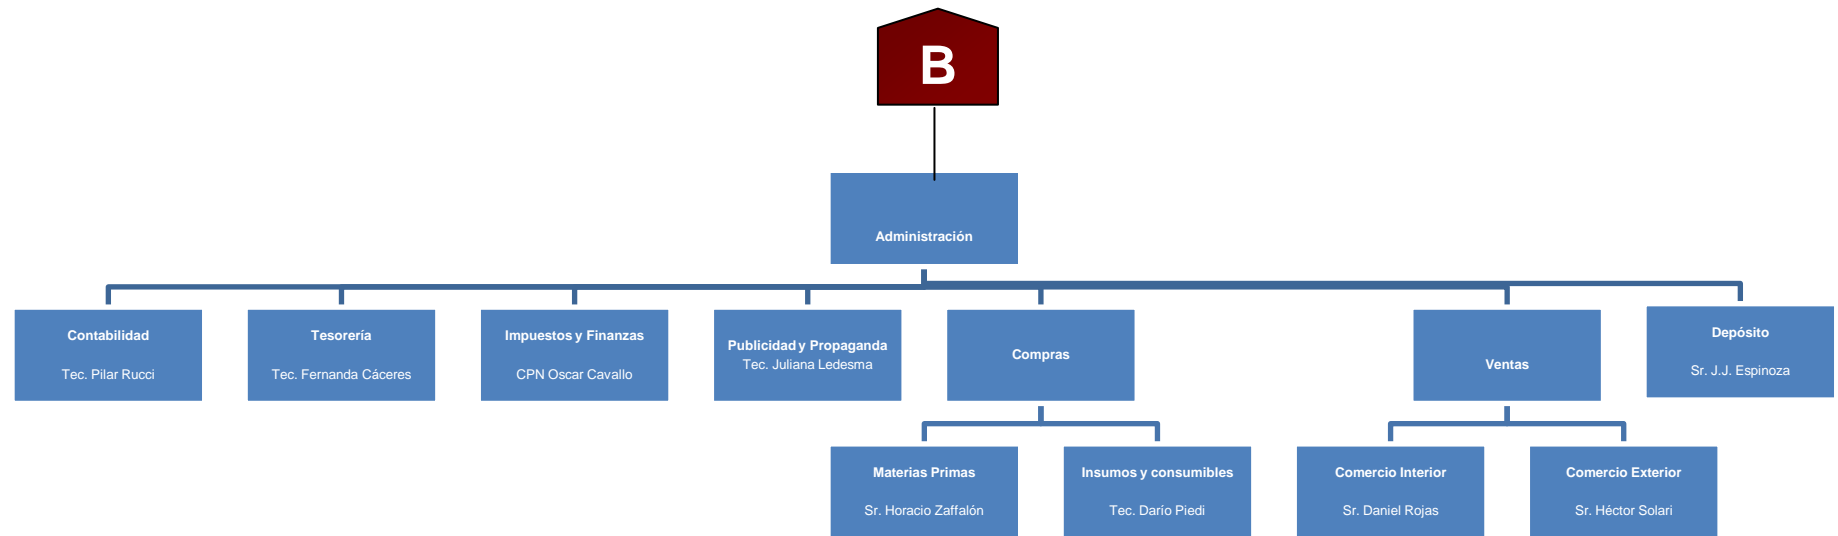 B
Administración
Contabilidad
Tec. Pilar Rucci
Tesorería
Tec. Fernanda Cáceres
Impuestos y Finanzas
CPN Oscar Cavallo
Publicidad y Propaganda
Tec. Juliana Ledesma
Compras
Ventas
Depósito
Sr. J.J. Espinoza
Materias Primas
Sr. Horacio Zaffalón
Insumos y consumibles
Tec. Darío Piedi
Comercio Interior
Sr. Daniel Rojas
Comercio Exterior
Sr. Héctor Solari